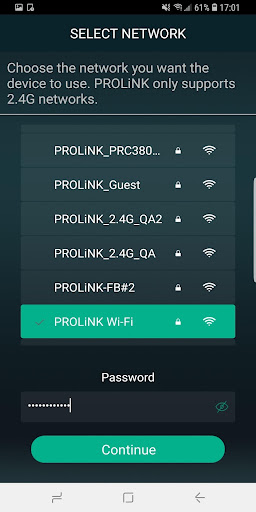 51% 17:01
SELECT NETWORK
Choose the network you want the
device to use. PROLiNK only supports
2.4G networks.
PROLiNK_PRC380...
PROLiNK_Guest
PROLiNK_2.4G_QA2
PROLiNK_2.4G_QA
PROLiNK-FB#2
PROLiNK Wi-Fi
Password
Continue